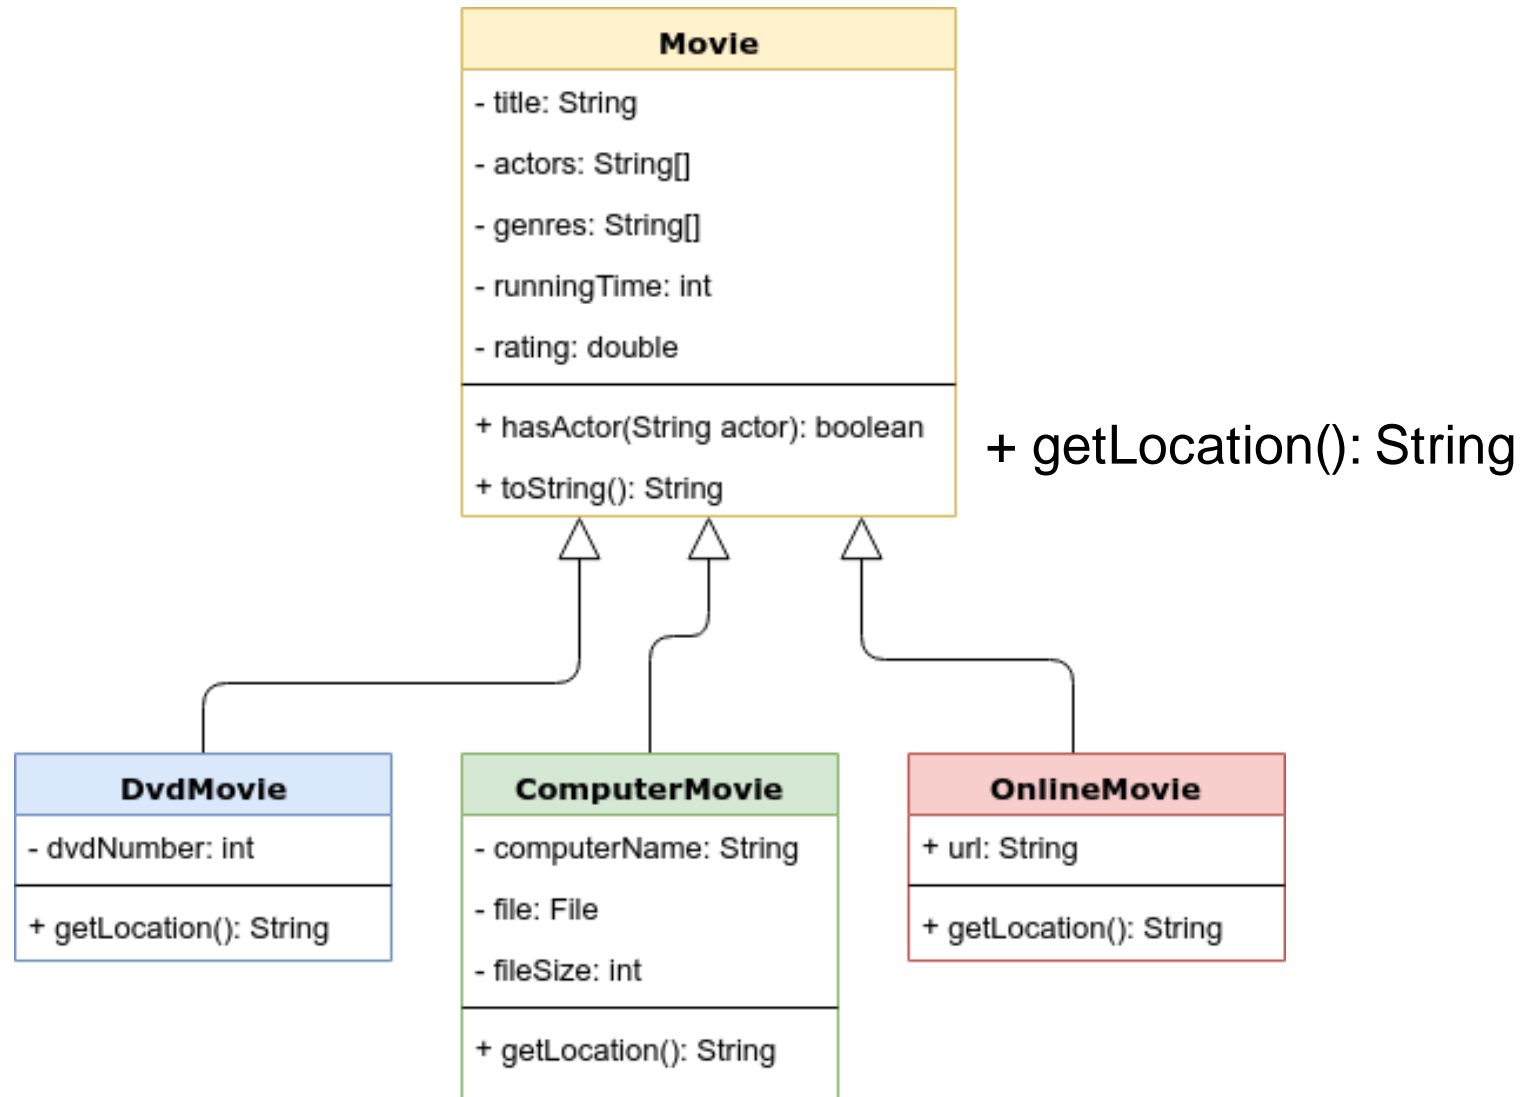 Movie
- title: String
- actors: String[]
- genres: String[]
- runningTime: int
- rating: double
+ hasActor(String actor): boolean
+ toString(): String
+ getLocation(): String
DvdMovie
- dvdNumber: int
+ getLocation(): String
ComputerMovie
- computerName: String
- file: File
- fileSize: int
+ getLocation(): String
OnlineMovie
+ url: String
+ getLocation(): String